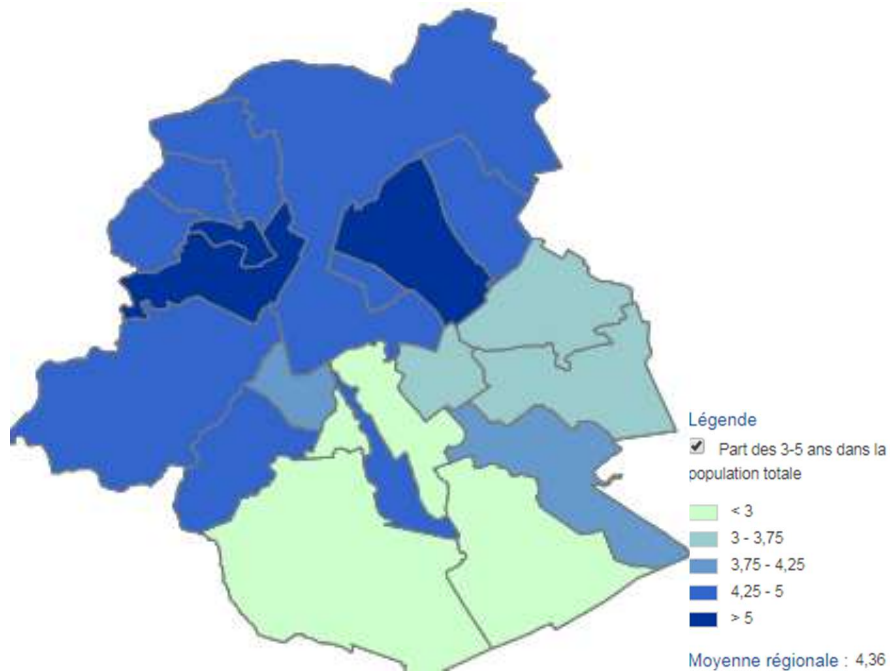 Légende
Part des 3-5 ans dans la
population totale
< 3
3 - 3,75
3,75 - 4,25
4,25 - 5
> 5
Moyenne régionale : 4,36